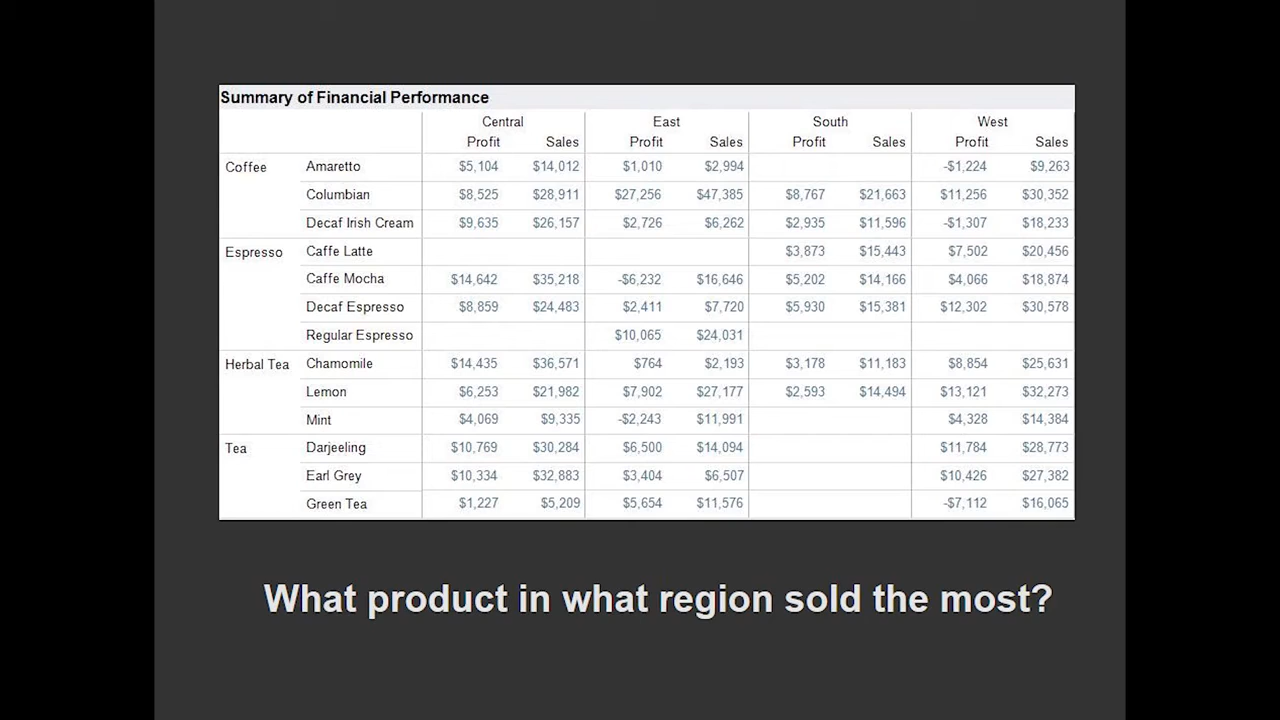 Summary of Financial Performance
Central East South West
Profit Sales Profit Sales Profit Sales Profit Sales
Coffee Amaretto $5,104 $14,012 $1,010 $2,994 -$1,224 $9,263
Columbian $8,525 $28,911 $27,256 $47,385 $8,767 $21,663 $11,256 $30,352
Decaf Irish Cream $9,635 $26,157 $2,726 $6,262 $2,935 $11,596 -$1,307 $18,233
Espresso Caffe Latte $3,873 $15,443 $7,502 $20,456
Caffe Mocha $14,642 $35,218 -$6,232 $16,646 $5,202 $14,166 $4,066 $18,874
Decaf Espresso $8,859 $24,483 $2,411 $7,720 $5,930 $15,381 $12,302 $30,578
Regular Espresso $10,065 $24,031
Herbal Tea Chamomile $14,435 $36,571 $764 $2,193 $3,178 $11,183 $8,854 $25,631
Lemon $6,253 $21,982 $7,902 $27,177 $2,593 $14,494 $13,121 $32,273
Mint $4,069 $9,335 -$2,243 $11,991 $4,328 $14,384
Tea Darjeeling $10,769 $30,284 $6,500 $14,094 $11,784 $28,773
Earl Grey $10,334 $32,883 $3,404 $6,507 $10,426 $27,382
Green Tea $1,227 $5,209 $5,654 $11,576 -$7,112 $16,065
What product in what region sold the most?